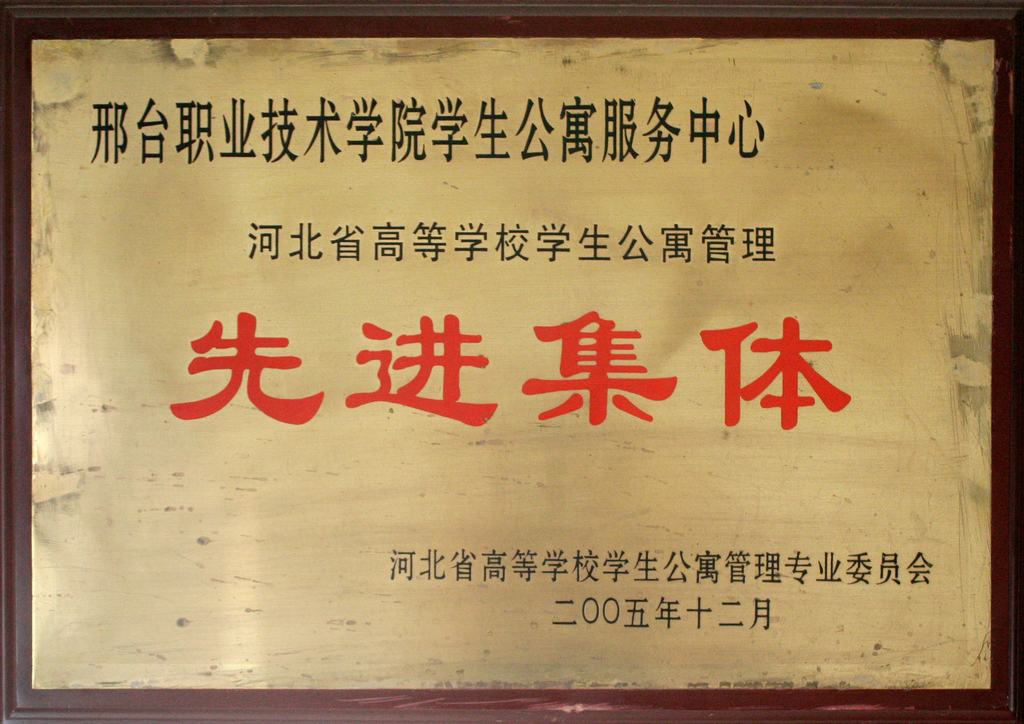 邢台职业技术学院学生公寓服务中心
河北省高等学校学生公寓管理
先进集体
河北省高等学校学生公寓管理专业委员会
二〇〇五年十二月